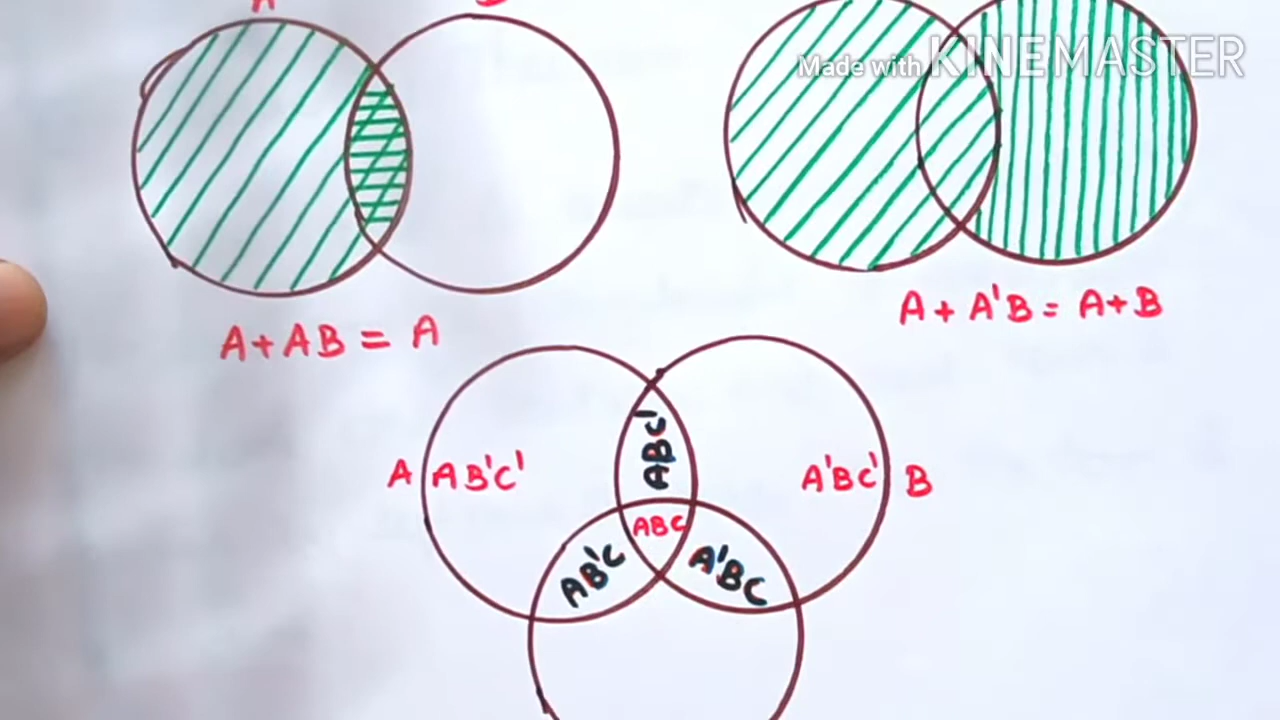 Made with KINEMASTER
A + AB = A
A + A'B = A+B
A
AB'C'
ABC'
A'BC'
B
ABC
AB'C
A'BC